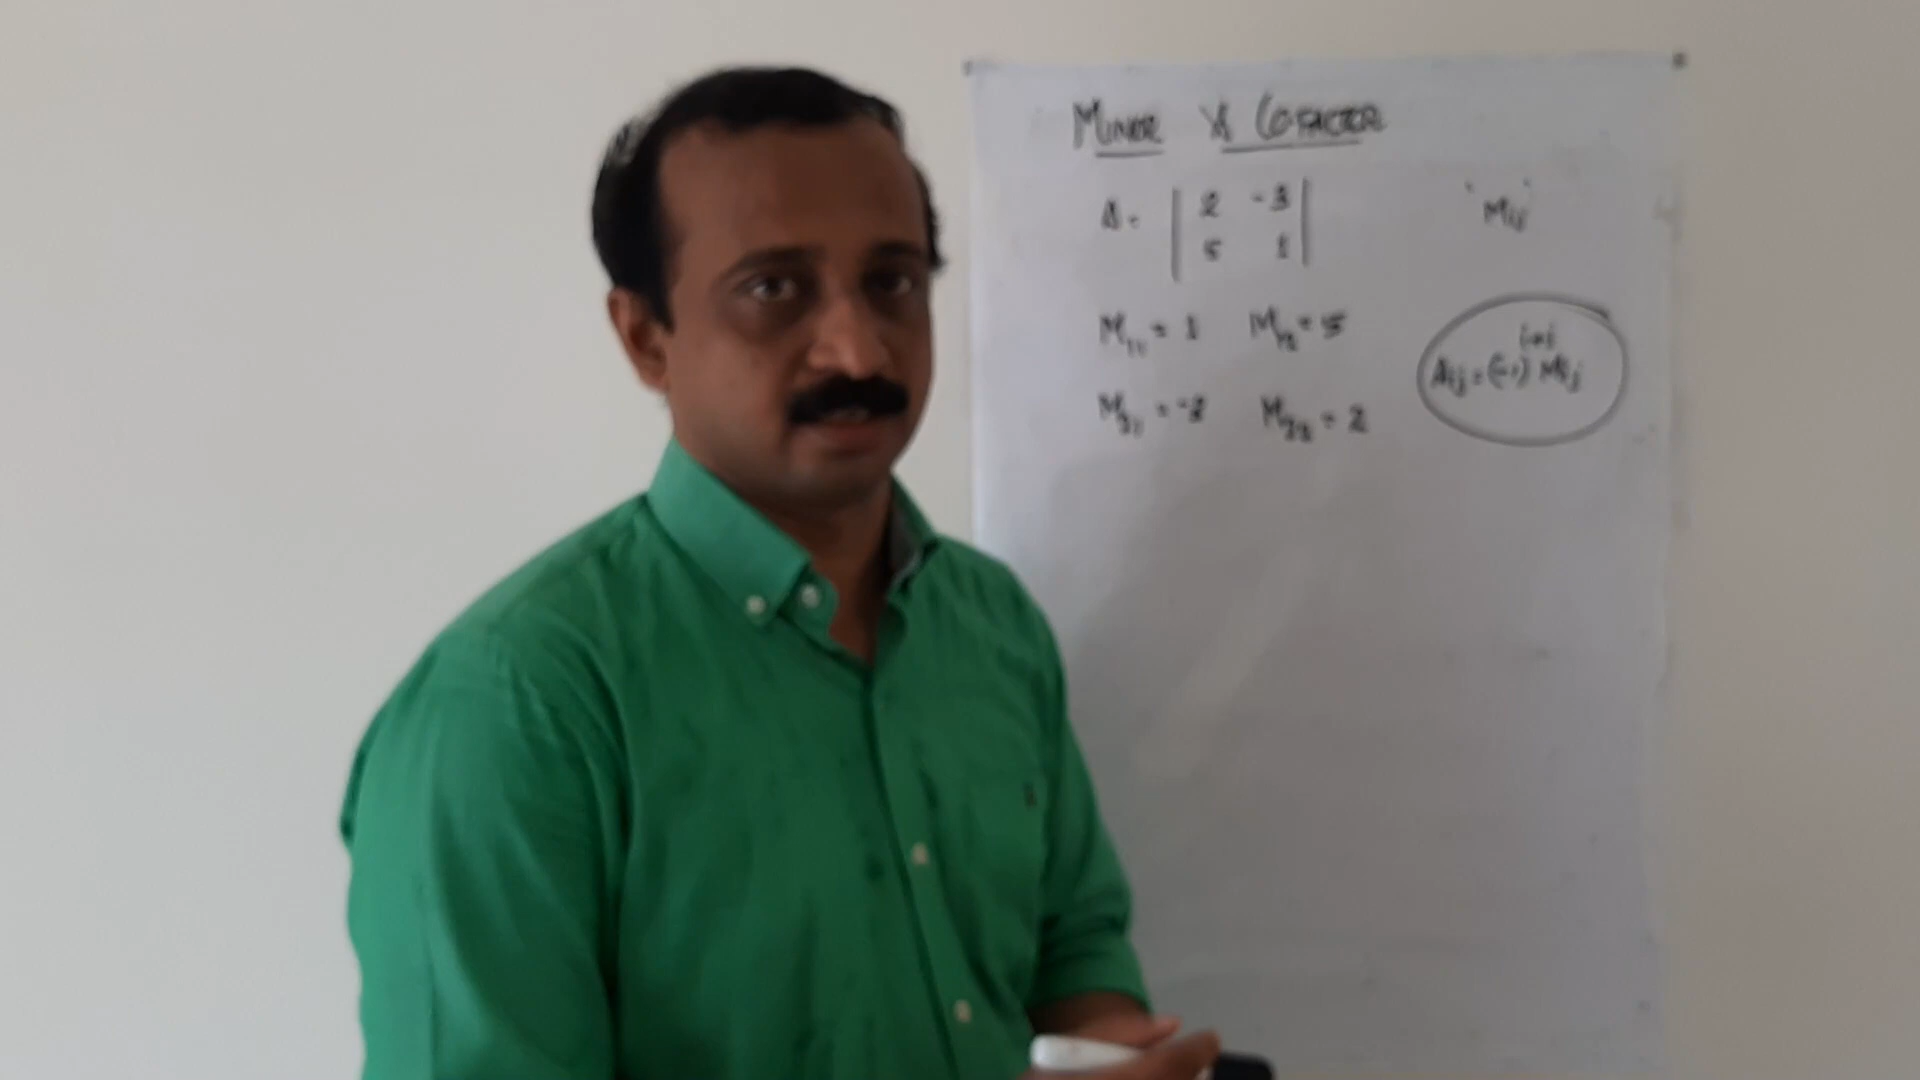 MINOR & COFACTOR
Δ = | 2 -3 |
| 5 1 |
Mij
M₁₁ = 1 M₁₂ = 5
Aij = (-1)^{i+j} Mij
M₂₁ = -3 M₂₂ = 2